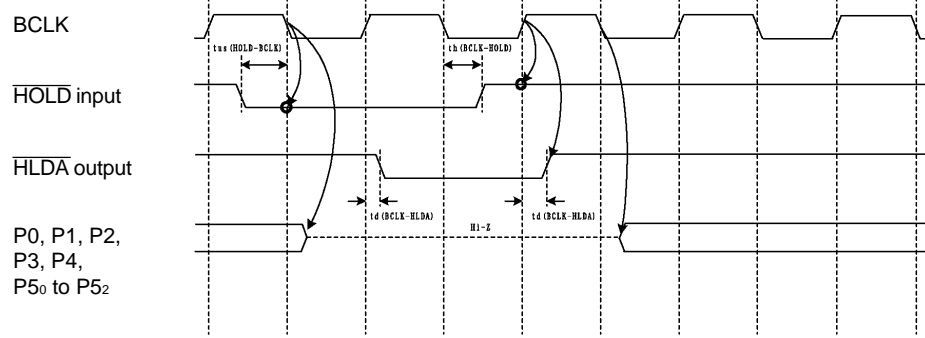 BCLK
tus(HOLD-BCLK)
th(BCLK-HOLD)
HOLD input
HLDA output
td(BCLK-HLDA)
td(BCLK-HLDA)
Hi-Z
P0, P1, P2,
P3, P4,
P50 to P52